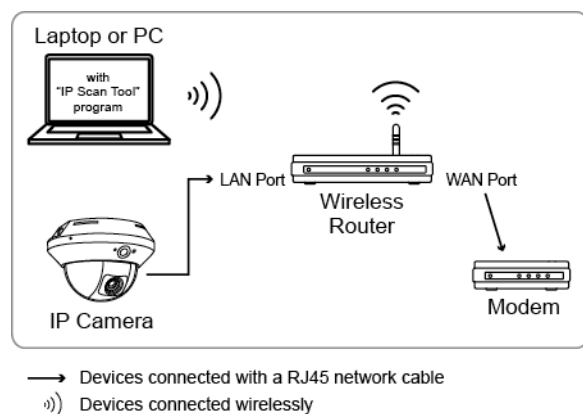 Laptop or PC
with
“IP Scan Tool”
program
LAN Port
WAN Port
Wireless
Router
IP Camera
Modem
Devices connected with a RJ45 network cable
Devices connected wirelessly